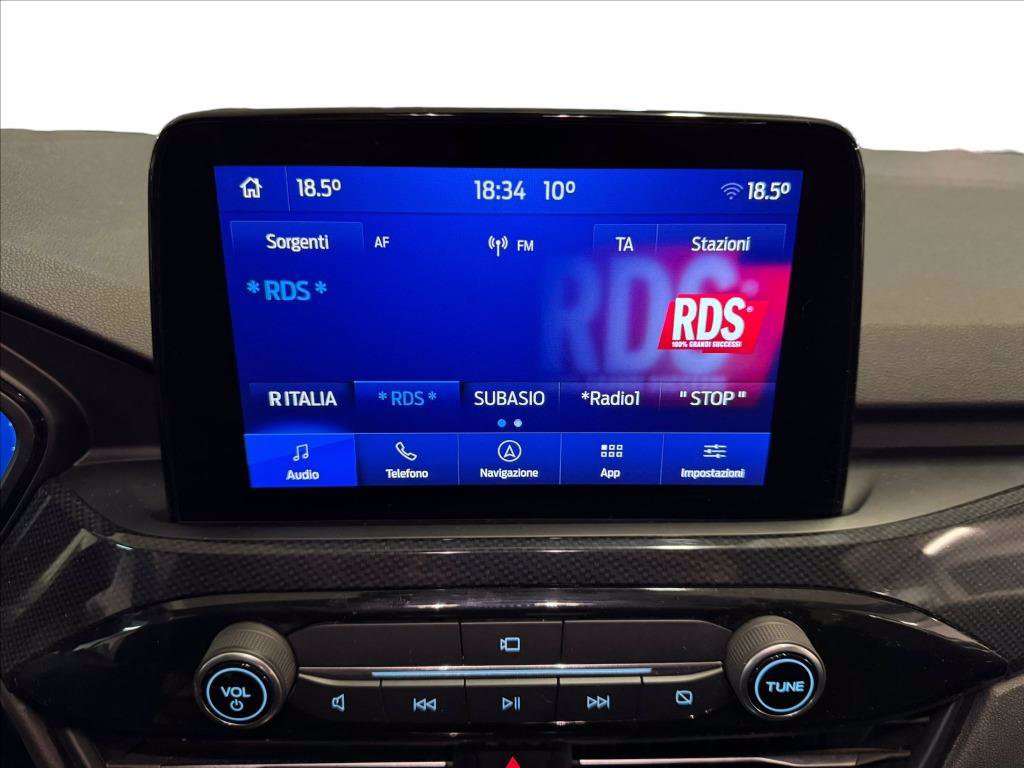 18.5° 18:34 10° 18.5°
Sorgenti AF FM TA Stazioni
*RDS*
RDS
RDS®
100% GRANDI SUCCESSI
R ITALIA *RDS* SUBASIO *Radio1 "STOP"
Audio Telefono Navigazione App Impostazioni
VOL TUNE